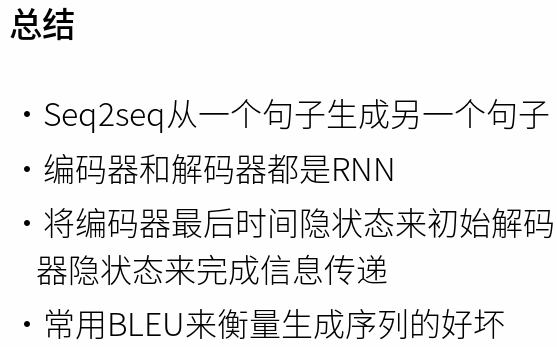 总结
• Seq2seq从一个句子生成另一个句子
• 编码器和解码器都是RNN
• 将编码器最后时间隐状态来初始解码
器隐状态来完成信息传递
• 常用BLEU来衡量生成序列的好坏